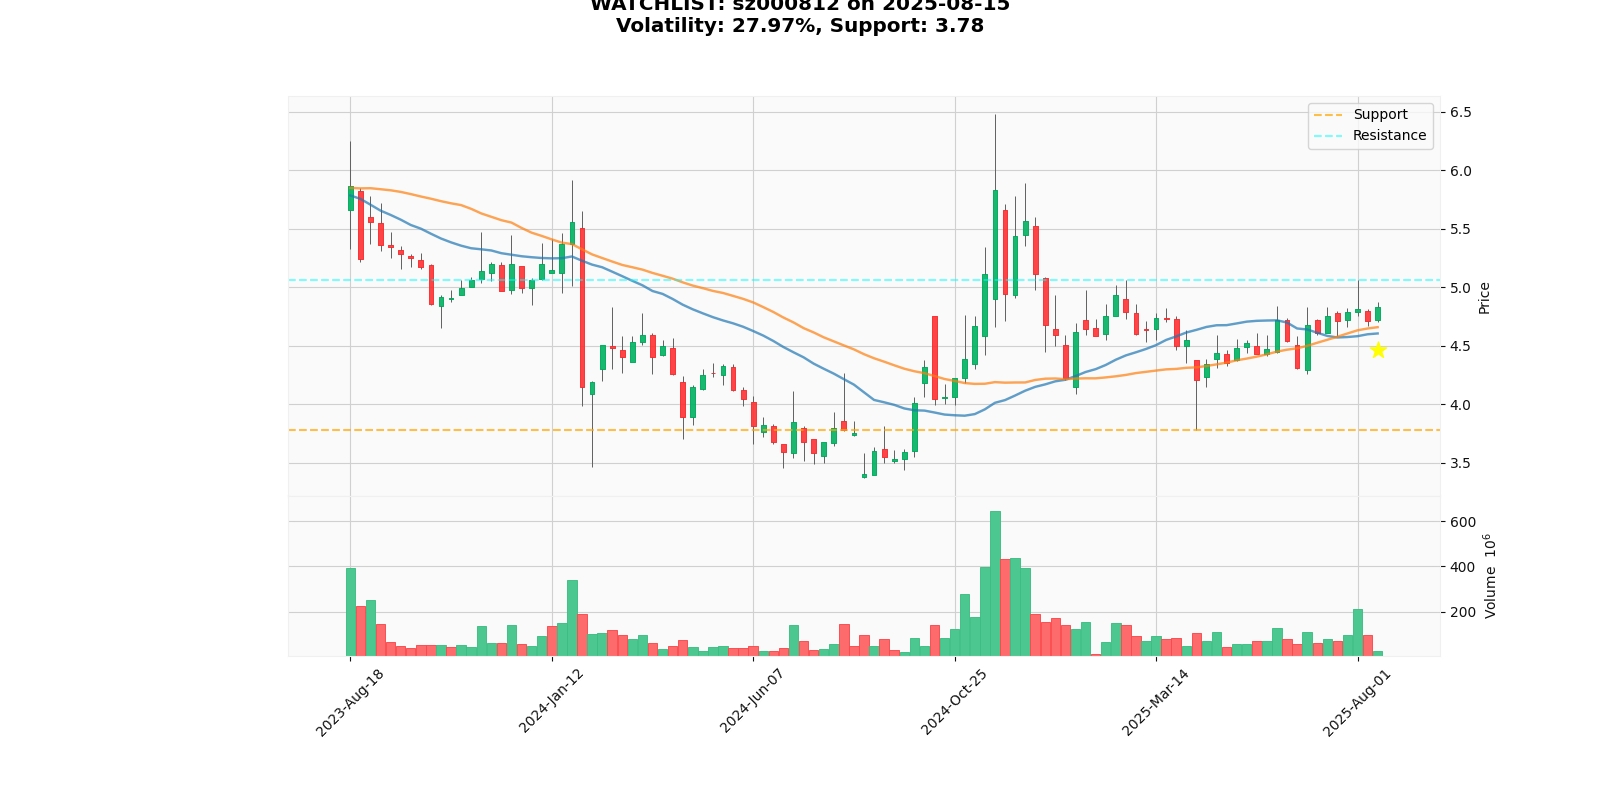 WATCHLIST: sz000812 on 2025-08-15
Volatility: 27.97%, Support: 3.78
Support
Resistance
6.5
6.0
5.5
5.0
4.5
4.0
3.5
Price
600
400
200
Volume 10⁶
2023-Aug-18
2024-Jan-12
2024-Jun-07
2024-Oct-25
2025-Mar-14
2025-Aug-01